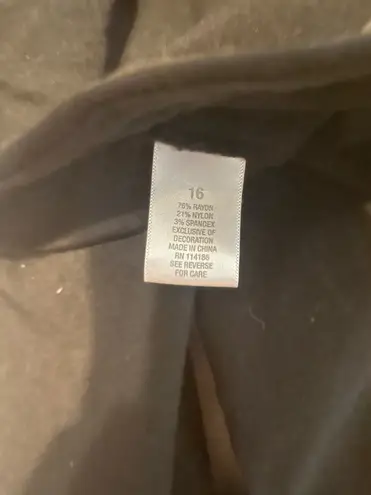 16
76% RAYON
21% NYLON
3% SPANDEX
EXCLUSIVE OF
DECORATION
MADE IN CHINA
RN 114186
SEE REVERSE
FOR CARE